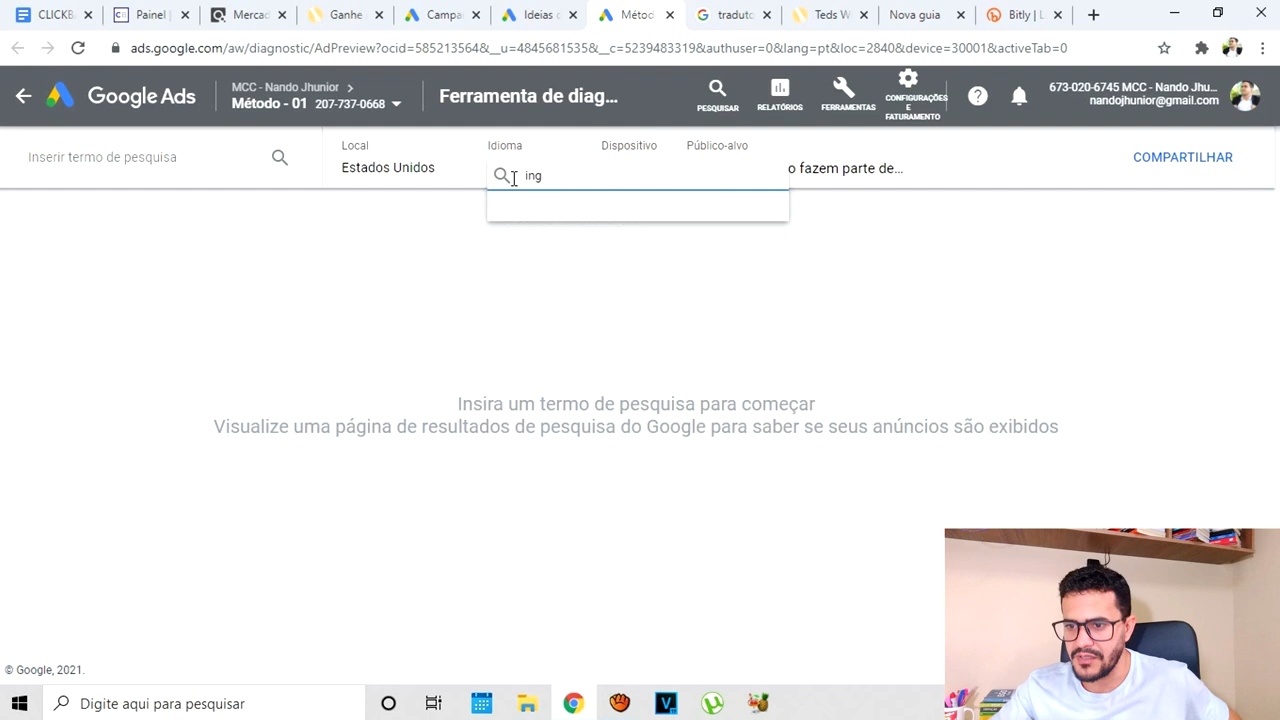 CLICKB
Painel |
Mercad
Ganhe
Campa
Ideias d
Métod
traduto
Teds W
Nova guia
Bitly | L
ads.google.com/aw/diagnostic/AdPreview?ocid=585213564&__u=4845681535&__c=5239483319&authuser=0&lang=pt&loc=2840&device=30001&activeTab=0
Google Ads
MCC - Nando Jhunior
Método - 01 207-737-0668
Ferramenta de diag...
PESQUISAR
RELATÓRIOS
FERRAMENTAS
CONFIGURAÇÕES
E
FATURAMENTO
673-020-6745 MCC - Nando Jhu...
nandojhunior@gmail.com
Inserir termo de pesquisa
Local
Estados Unidos
Idioma
Dispositivo
Público-alvo
ing
o fazem parte de...
COMPARTILHAR
Insira um termo de pesquisa para começar
Visualize uma página de resultados de pesquisa do Google para saber se seus anúncios são exibidos
© Google, 2021.
Digite aqui para pesquisar